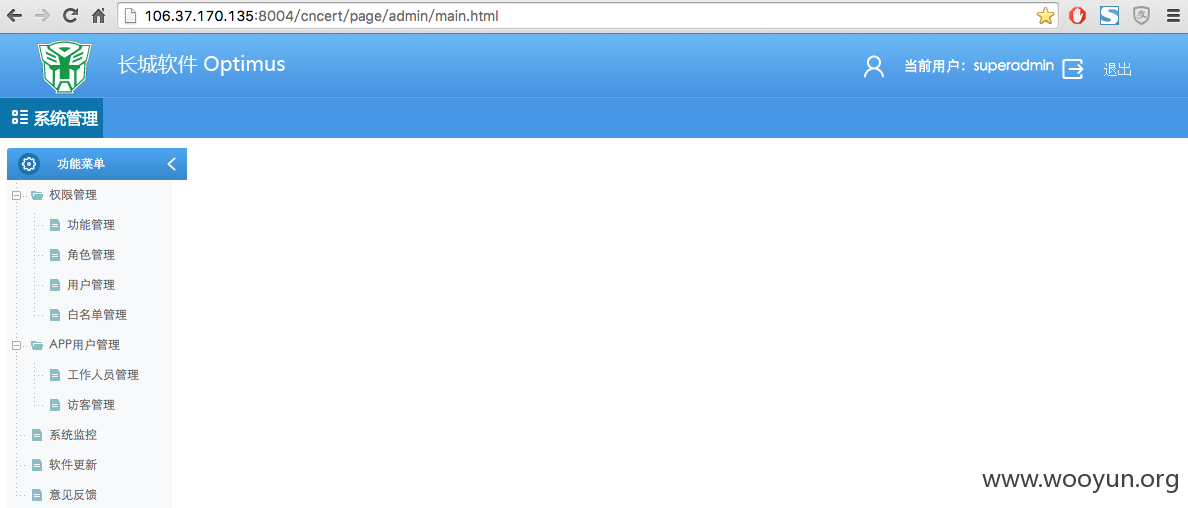 106.37.170.135:8004/cncert/page/admin/main.html
长城软件 Optimus
当前用户：superadmin
退出
系统管理
功能菜单
权限管理
功能管理
角色管理
用户管理
白名单管理
APP用户管理
工作人员管理
访客管理
系统监控
软件更新
意见反馈
www.wooyun.org